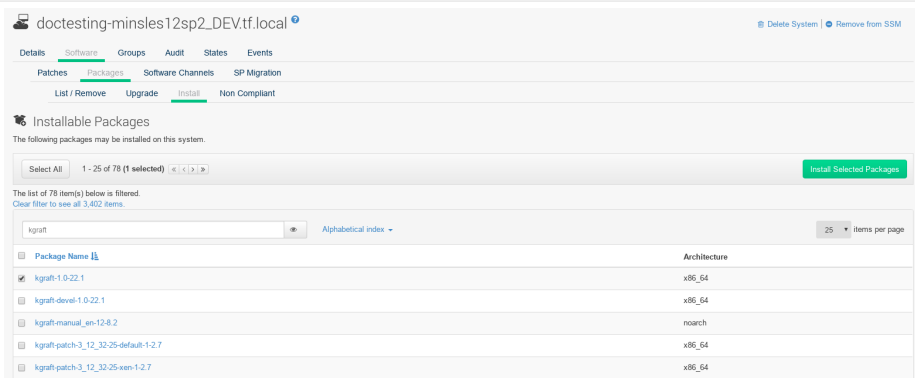 doctesting-minsles12sp2_DEV.tf.local ?
Delete System | Remove from SSM
Details Software Groups Audit States Events
Patches Packages Software Channels SP Migration
List / Remove Upgrade Install Non Compliant
Installable Packages
The following packages may be installed on this system.
Select All 1 - 25 of 78 (1 selected) « < > »
Install Selected Packages
The list of 78 item(s) below is filtered.
Clear filter to see all 3,402 items.
kgraft Alphabetical index 25 items per page
Package Name Architecture
kgraft-1.0-22.1 x86_64
kgraft-devel-1.0-22.1 x86_64
kgraft-manual_en-12-8.2 noarch
kgraft-patch-3_12_32-25-default-1-2.7 x86_64
kgraft-patch-3_12_32-25-xen-1-2.7 x86_64